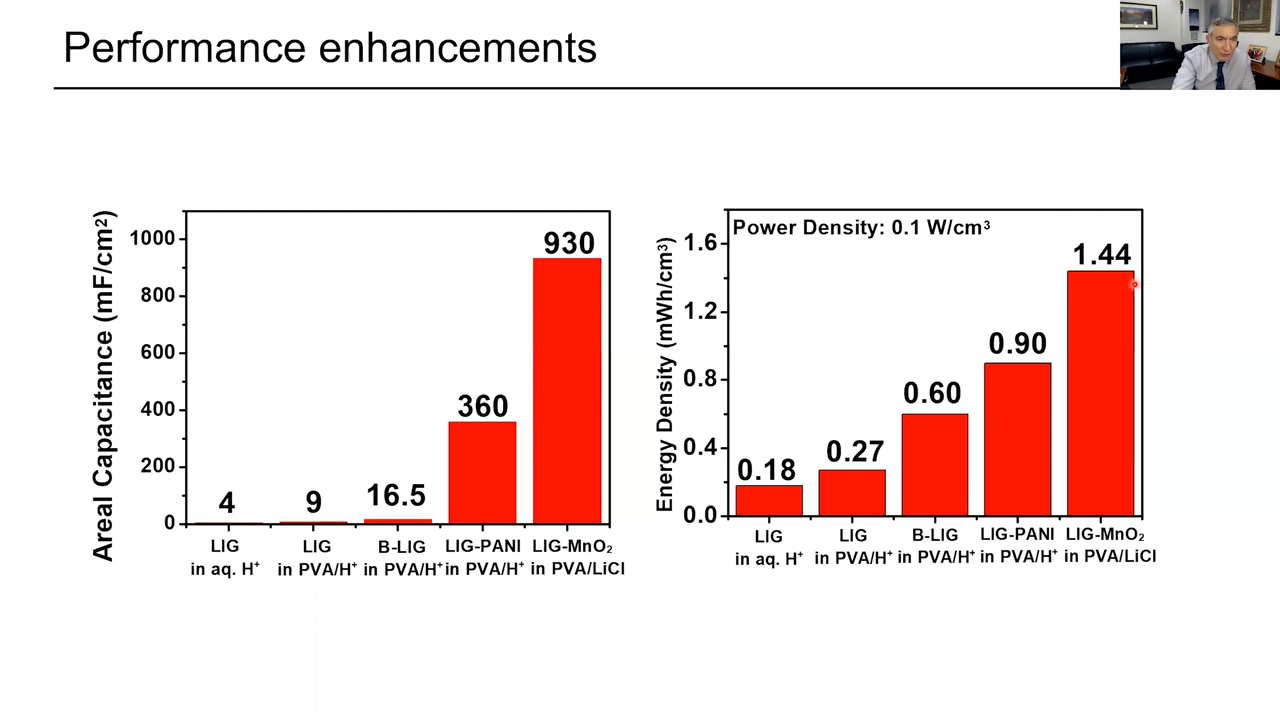 Performance enhancements
Areal Capacitance (mF/cm²)
1000
800
600
400
200
0
4
9
16.5
360
930
LIG
in aq. H⁺
LIG
in PVA/H⁺
B-LIG
in PVA/H⁺
LIG-PANI
in PVA/H⁺
LIG-MnO₂
in PVA/LiCl
Energy Density (mWh/cm³)
Power Density: 0.1 W/cm³
1.6
1.2
0.8
0.4
0.0
0.18
0.27
0.60
0.90
1.44
LIG
in aq. H⁺
LIG
in PVA/H⁺
B-LIG
in PVA/H⁺
LIG-PANI
in PVA/H⁺
LIG-MnO₂
in PVA/LiCl